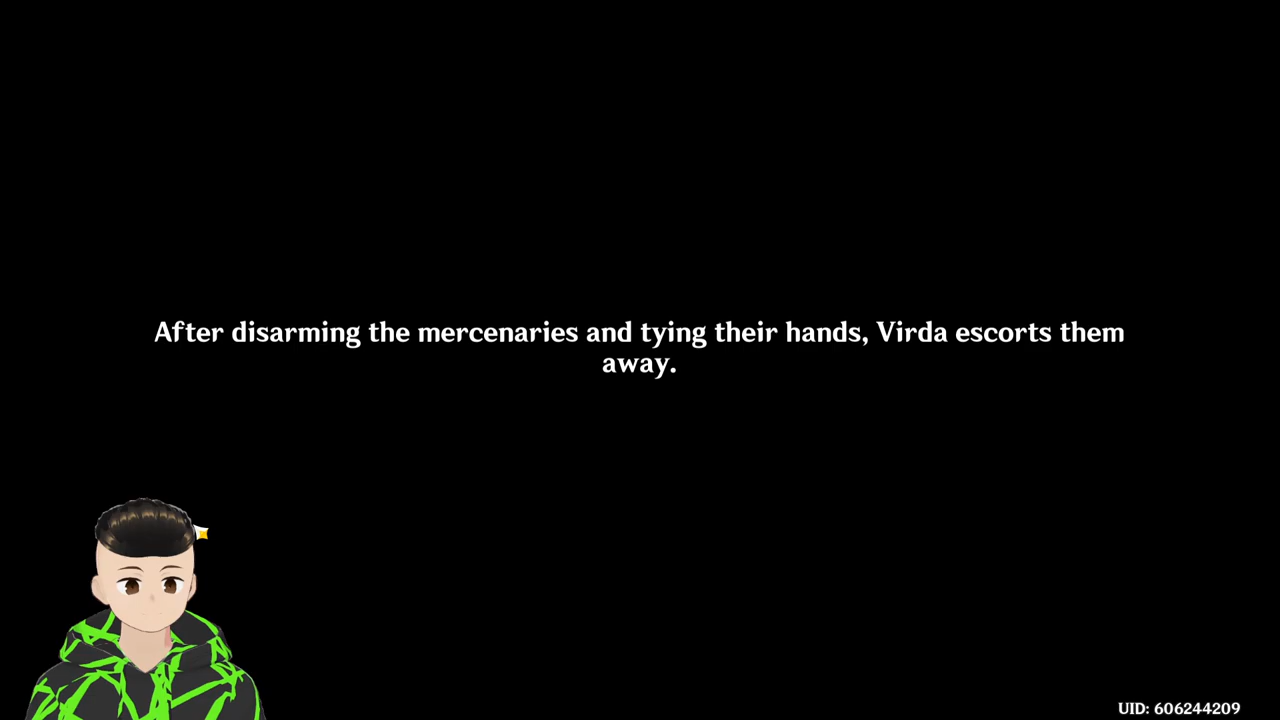 After disarming the mercenaries and tying their hands, Virda escorts them
away.
UID: 606244209